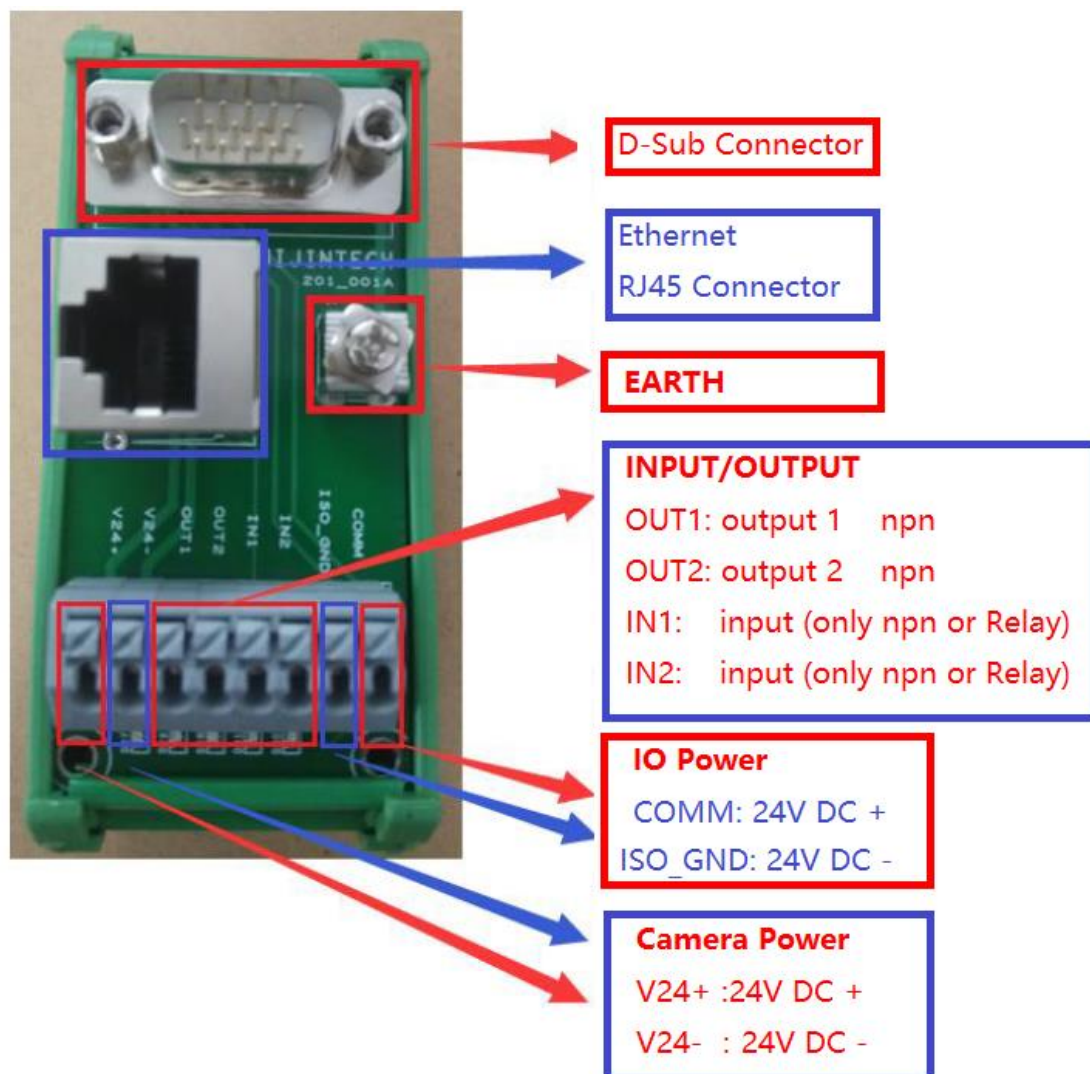 D-Sub Connector
Ethernet
RJ45 Connector
IJINTECH
201_001A
EARTH
INPUT/OUTPUT
OUT1: output 1 npn
OUT2: output 2 npn
IN1: input (only npn or Relay)
IN2: input (only npn or Relay)
V24+
V24-
OUT1
OUT2
IN1
IN2
ISO_GND
COMM
IO Power
COMM: 24V DC +
ISO_GND: 24V DC -
Camera Power
V24+ :24V DC +
V24- : 24V DC -